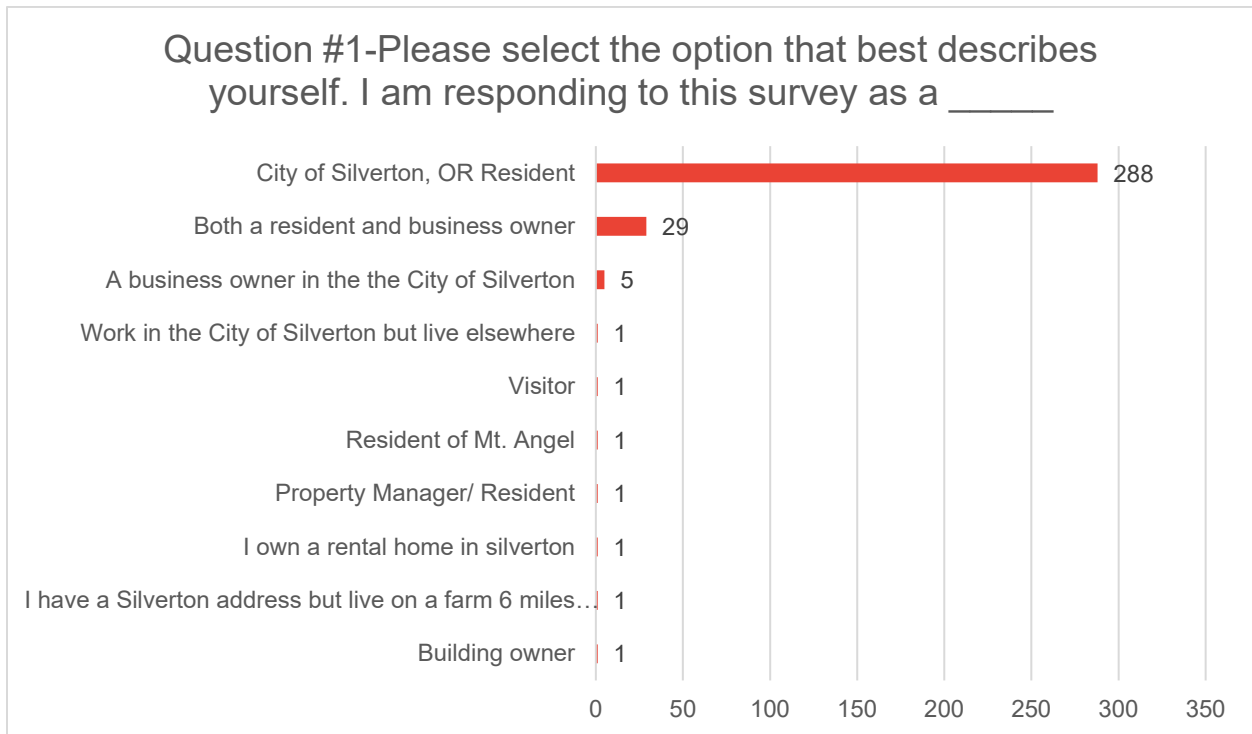 Question #1-Please select the option that best describes
yourself. I am responding to this survey as a _____
City of Silverton, OR Resident 288
Both a resident and business owner 29
A business owner in the the City of Silverton 5
Work in the City of Silverton but live elsewhere 1
Visitor 1
Resident of Mt. Angel 1
Property Manager/ Resident 1
I own a rental home in silverton 1
I have a Silverton address but live on a farm 6 miles… 1
Building owner 1
0 50 100 150 200 250 300 350